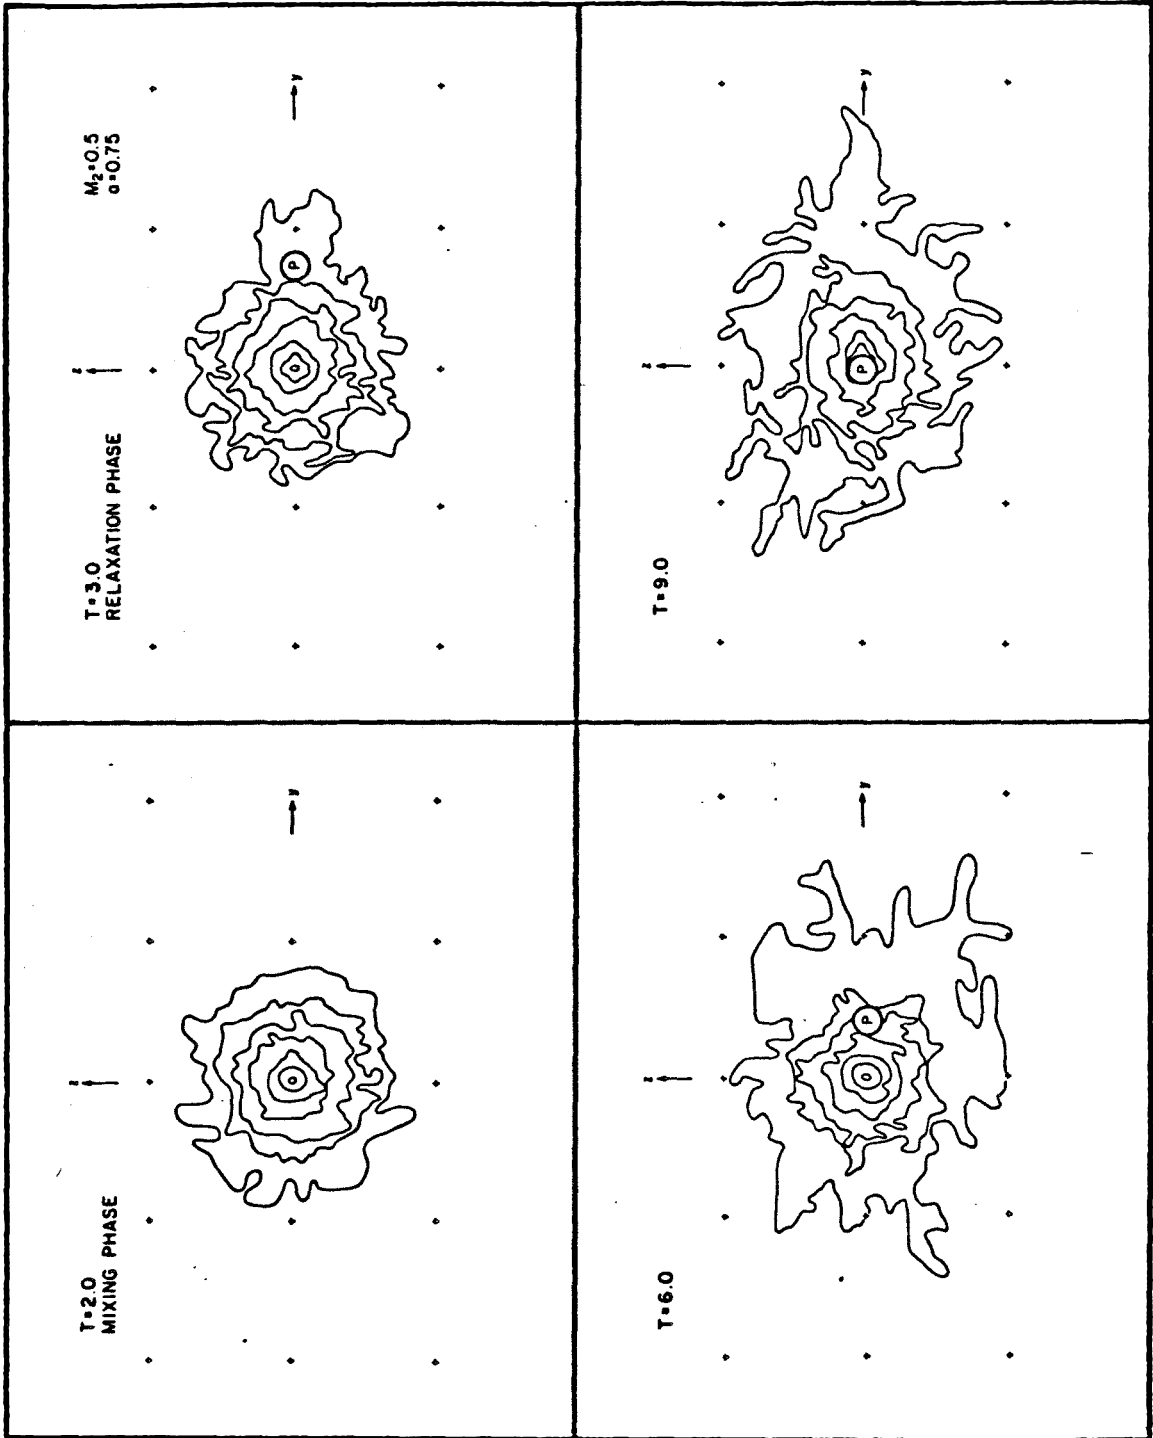 T=2.0
MIXING PHASE
z
y
T=3.0
RELAXATION PHASE
M₂=0.5
a=0.75
z
P
y
T=6.0
z
P
y
T=9.0
z
P
y